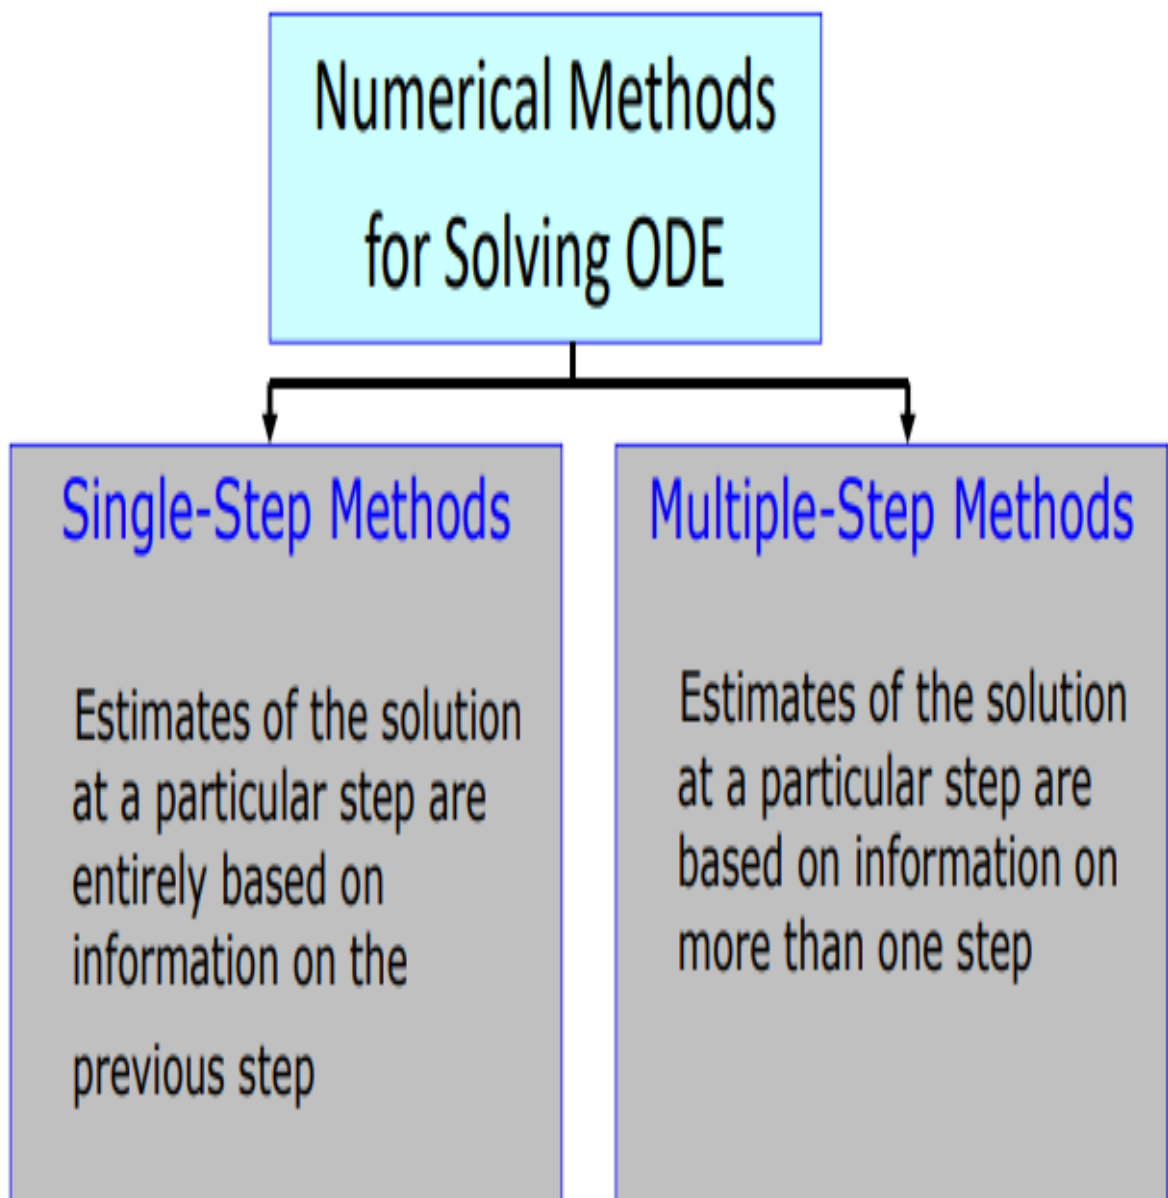 Numerical Methods
for Solving ODE
Single-Step Methods
Estimates of the solution
at a particular step are
entirely based on
information on the
previous step
Multiple-Step Methods
Estimates of the solution
at a particular step are
based on information on
more than one step